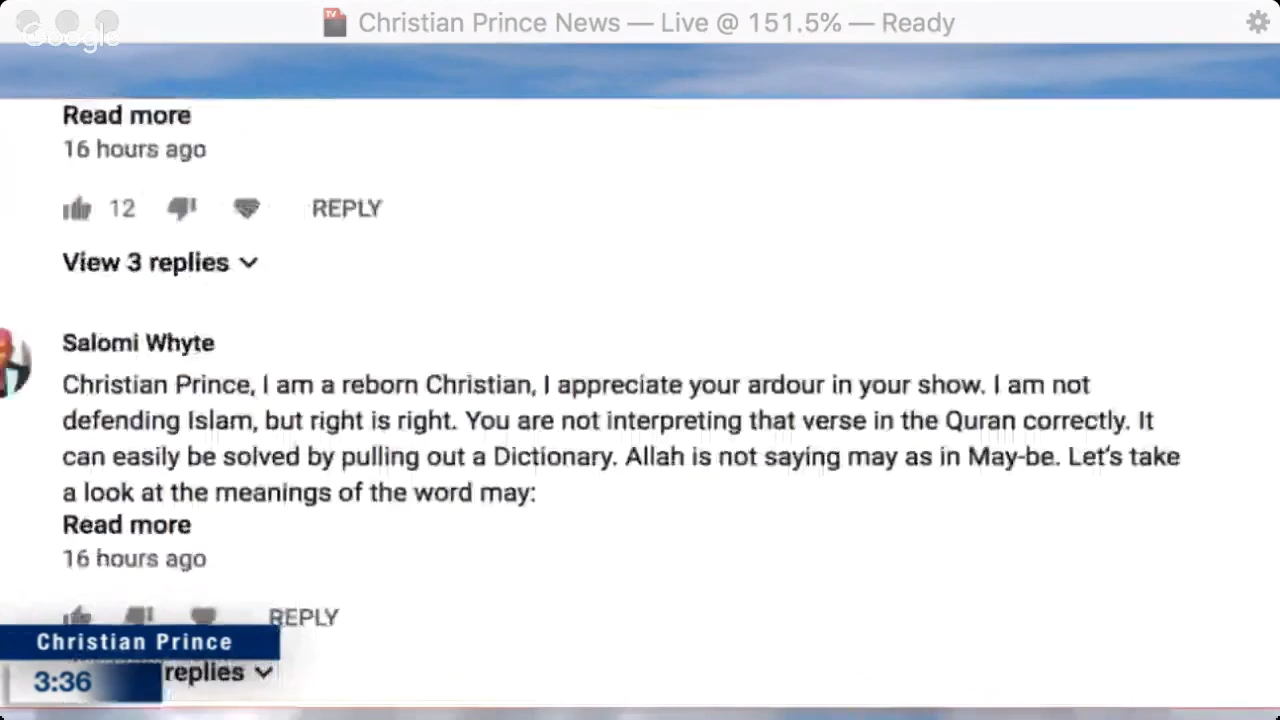 TV
Christian Prince News — Live @ 151.5% — Ready
Google
Read more
16 hours ago
12
REPLY
View 3 replies
Salomi Whyte
Christian Prince, I am a reborn Christian, I appreciate your ardour in your show. I am not
defending Islam, but right is right. You are not interpreting that verse in the Quran correctly. It
can easily be solved by pulling out a Dictionary. Allah is not saying may as in May-be. Let's take
a look at the meanings of the word may:
Read more
16 hours ago
REPLY
Christian Prince
replies
3:36